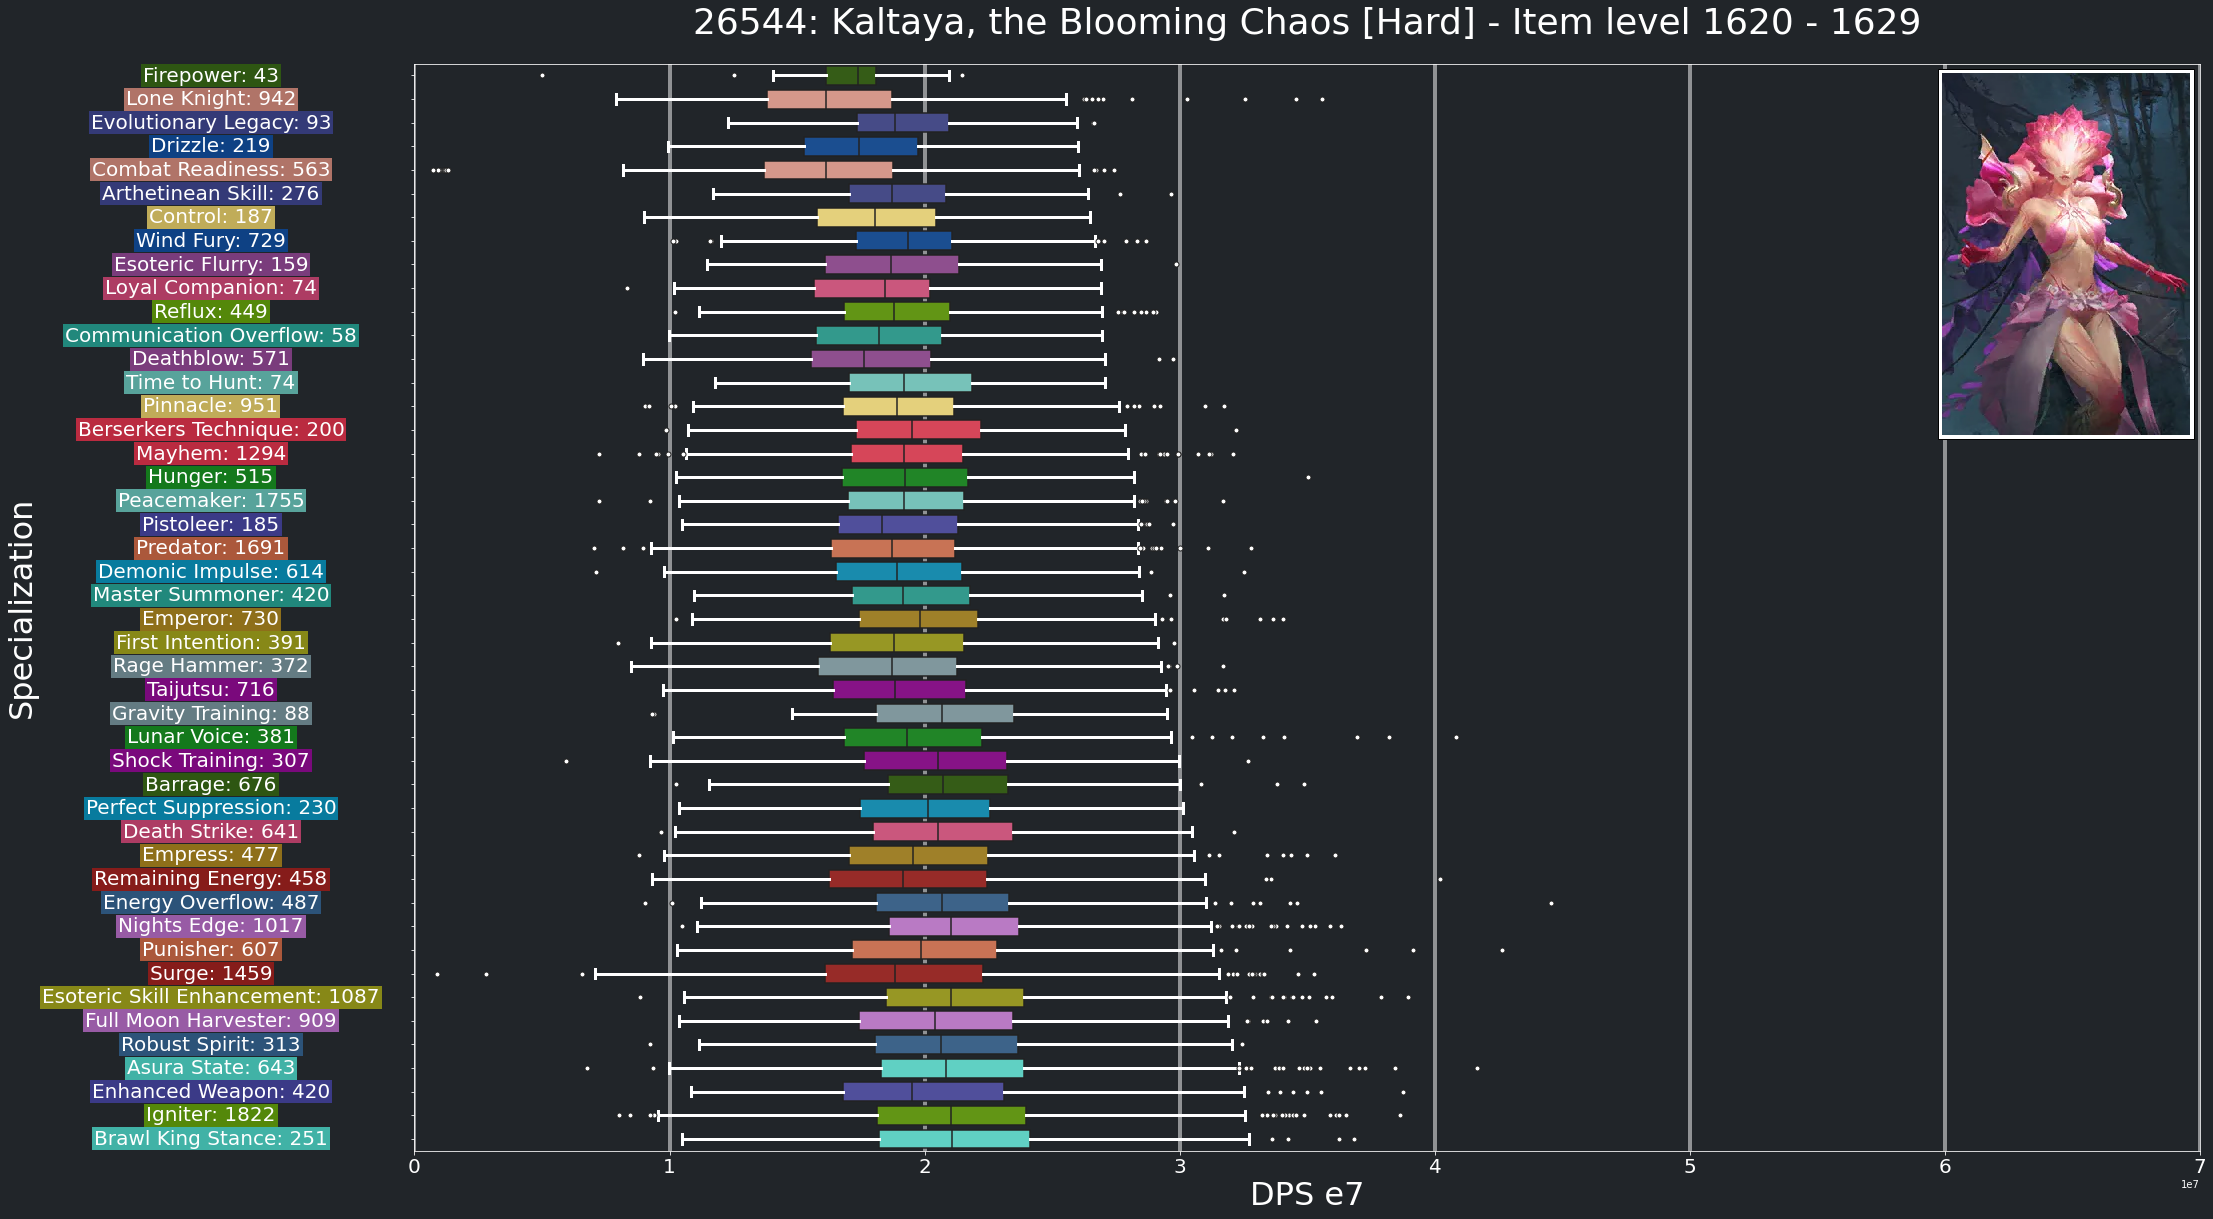 26544: Kaltaya, the Blooming Chaos [Hard] - Item level 1620 - 1629
Specialization
Firepower: 43
Lone Knight: 942
Evolutionary Legacy: 93
Drizzle: 219
Combat Readiness: 563
Arthetinean Skill: 276
Control: 187
Wind Fury: 729
Esoteric Flurry: 159
Loyal Companion: 74
Reflux: 449
Communication Overflow: 58
Deathblow: 571
Time to Hunt: 74
Pinnacle: 951
Berserkers Technique: 200
Mayhem: 1294
Hunger: 515
Peacemaker: 1755
Pistoleer: 185
Predator: 1691
Demonic Impulse: 614
Master Summoner: 420
Emperor: 730
First Intention: 391
Rage Hammer: 372
Taijutsu: 716
Gravity Training: 88
Lunar Voice: 381
Shock Training: 307
Barrage: 676
Perfect Suppression: 230
Death Strike: 641
Empress: 477
Remaining Energy: 458
Energy Overflow: 487
Nights Edge: 1017
Punisher: 607
Surge: 1459
Esoteric Skill Enhancement: 1087
Full Moon Harvester: 909
Robust Spirit: 313
Asura State: 643
Enhanced Weapon: 420
Igniter: 1822
Brawl King Stance: 251
0 1 2 3 4 5 6 7
1e7
DPS e7